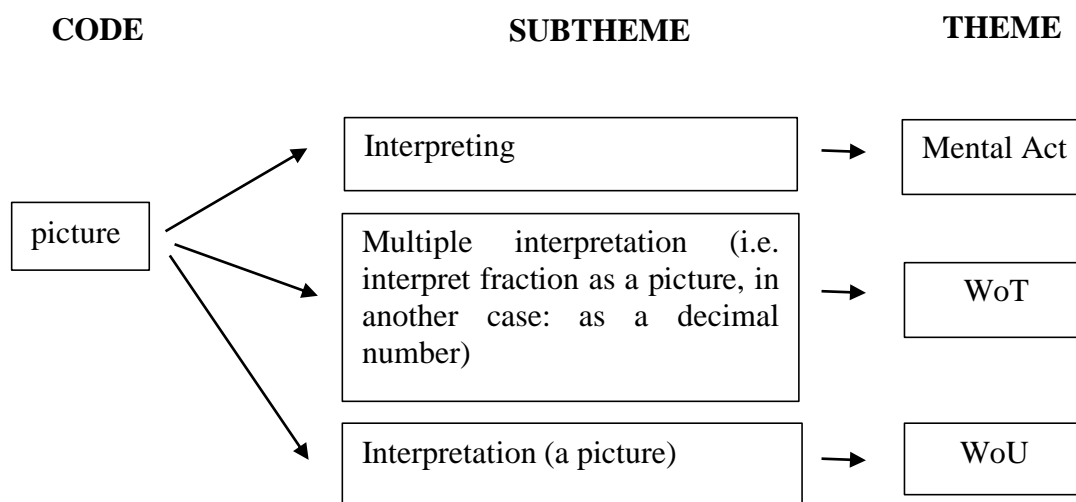 CODE SUBTHEME THEME
Interpreting
Mental Act
picture
Multiple interpretation (i.e.
interpret fraction as a picture, in
another case: as a decimal
number)
WoT
Interpretation (a picture)
WoU